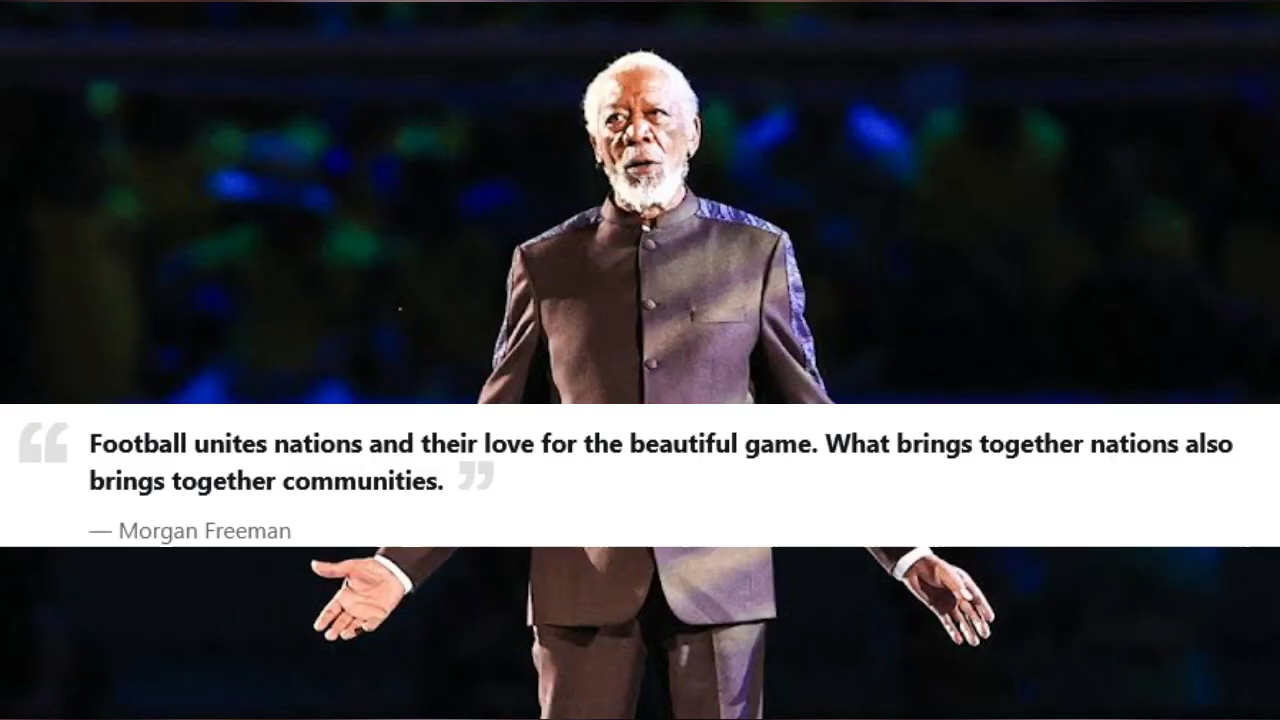 “ Football unites nations and their love for the beautiful game. What brings together nations also
brings together communities. ”
— Morgan Freeman